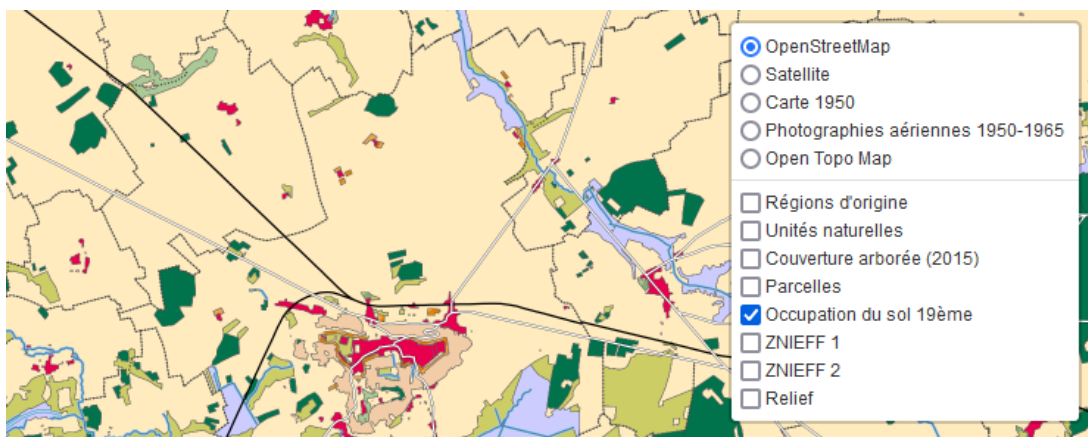 OpenStreetMap
Satellite
Carte 1950
Photographies aériennes 1950-1965
Open Topo Map
Régions d'origine
Unités naturelles
Couverture arborée (2015)
Parcelles
Occupation du sol 19ème
ZNIEFF 1
ZNIEFF 2
Relief